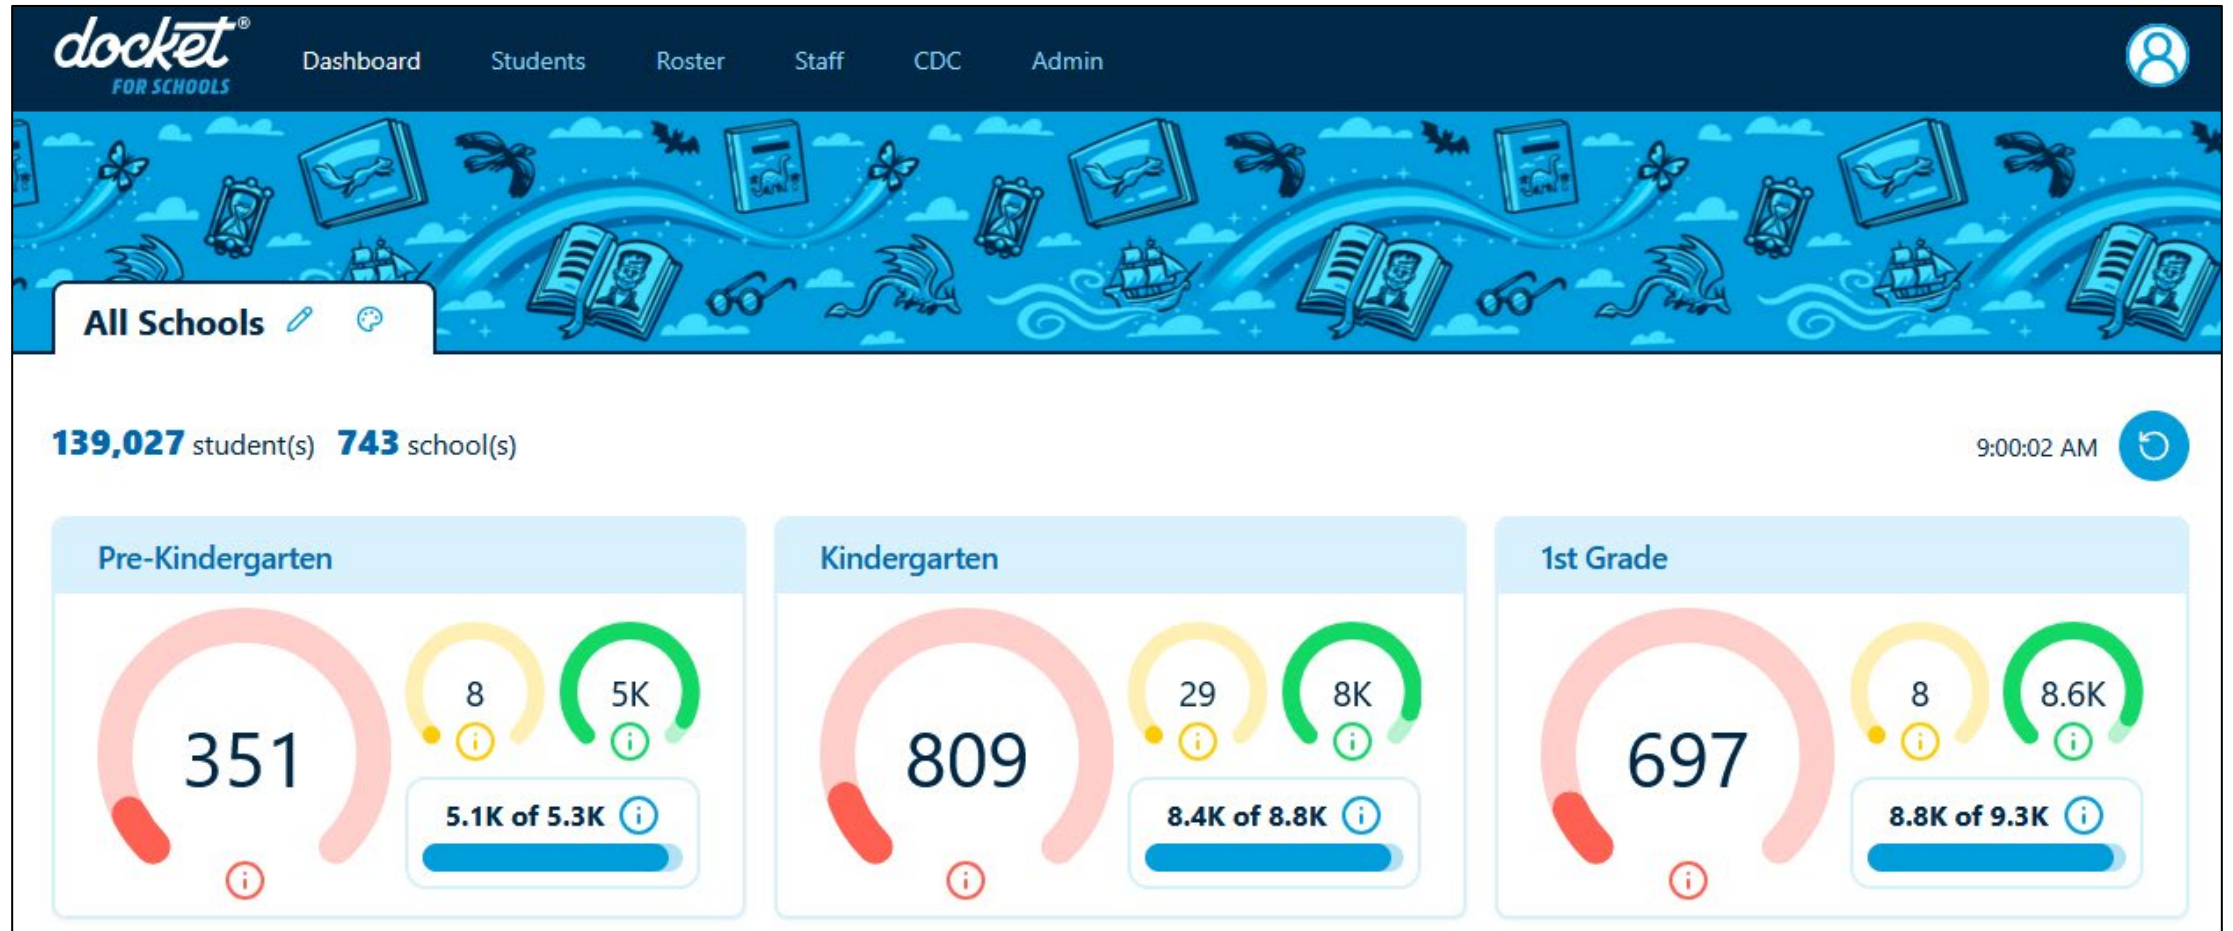 docket®
FOR SCHOOLS
Dashboard Students Roster Staff CDC Admin
All Schools
139,027 student(s) 743 school(s)
9:00:02 AM
Pre-Kindergarten
351
8
5K
5.1K of 5.3K
Kindergarten
809
29
8K
8.4K of 8.8K
1st Grade
697
8
8.6K
8.8K of 9.3K